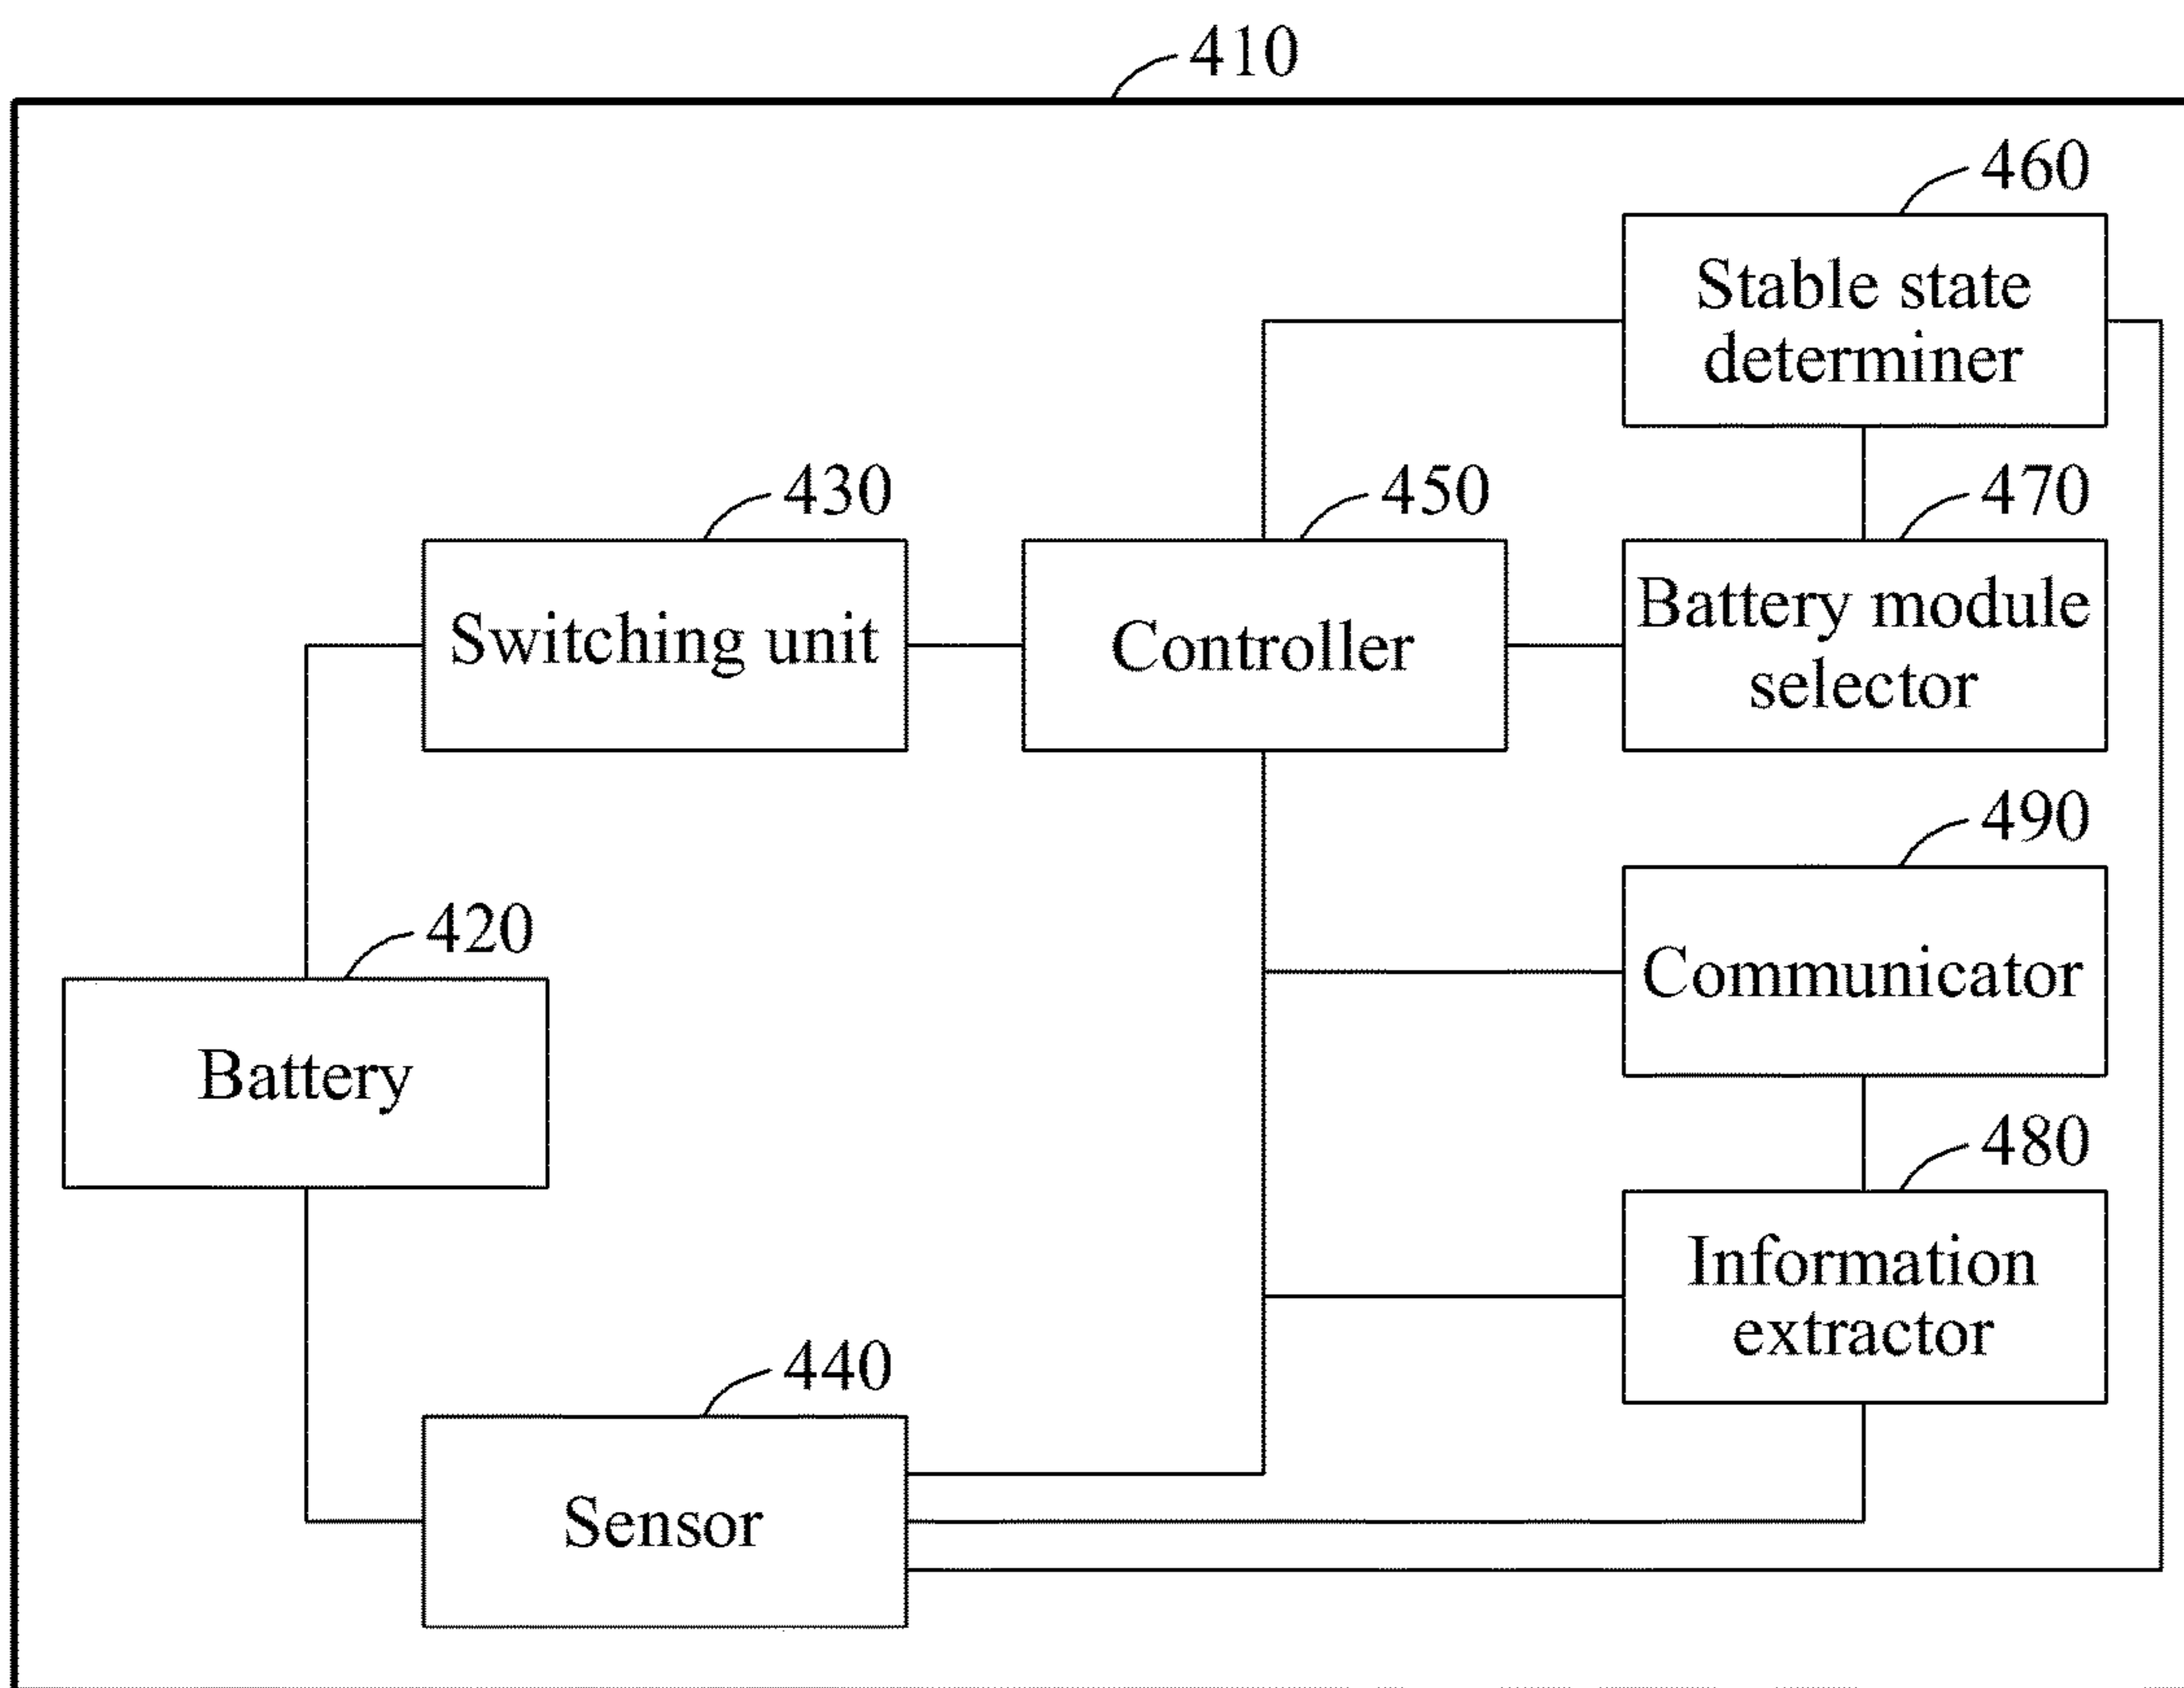 410
460
Stable state
determiner
430
450
470
Switching unit
Controller
Battery module
selector
490
420
Communicator
Battery
480
Information
extractor
440
Sensor